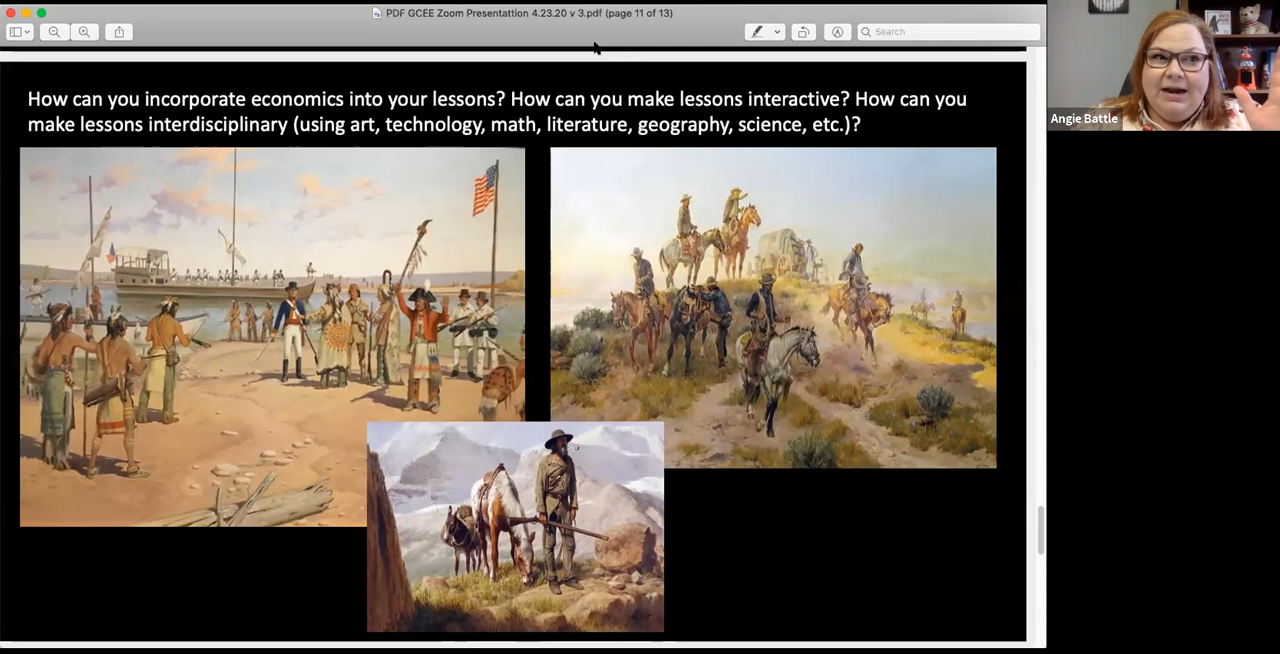 PDF GCEE Zoom Presentattion 4.23.20 v 3.pdf (page 11 of 13)
Search
How can you incorporate economics into your lessons? How can you make lessons interactive? How can you
make lessons interdisciplinary (using art, technology, math, literature, geography, science, etc.)?
Angie Battle